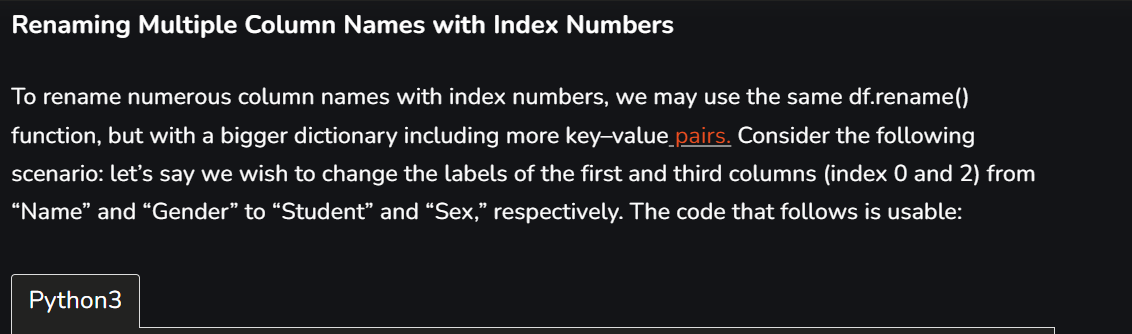 Renaming Multiple Column Names with Index Numbers
To rename numerous column names with index numbers, we may use the same df.rename()
function, but with a bigger dictionary including more key–value pairs. Consider the following
scenario: let’s say we wish to change the labels of the first and third columns (index 0 and 2) from
“Name” and “Gender” to “Student” and “Sex,” respectively. The code that follows is usable:
Python3